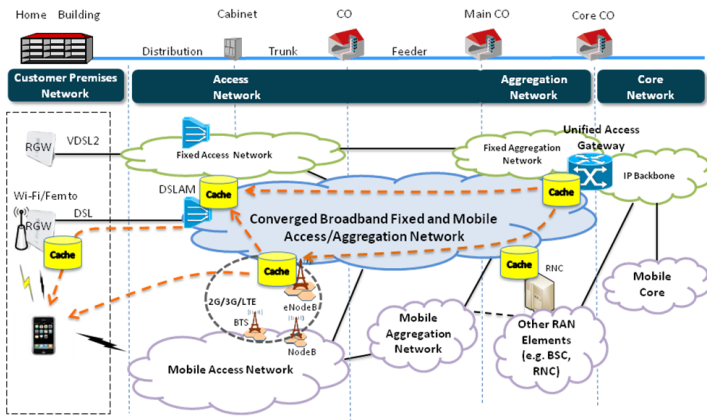 Home Building
Cabinet
CO
Main CO
Core CO
Distribution
Trunk
Feeder
Customer Premises
Network
Access
Network
Aggregation
Network
Core
Network
RGW
VDSL2
Fixed Access Network
Fixed Aggregation
Network
Unified Access
Gateway
IP Backbone
Wi-Fi/Femto
RGW
DSL
DSLAM
Cache
Cache
Cache
Converged Broadband Fixed and Mobile
Access/Aggregation Network
Cache
Cache
RNC
2G/3G/LTE
eNodeB
BTS
NodeB
Mobile
Core
Mobile
Aggregation
Network
Other RAN
Elements
(e.g. BSC,
RNC)
Mobile Access Network